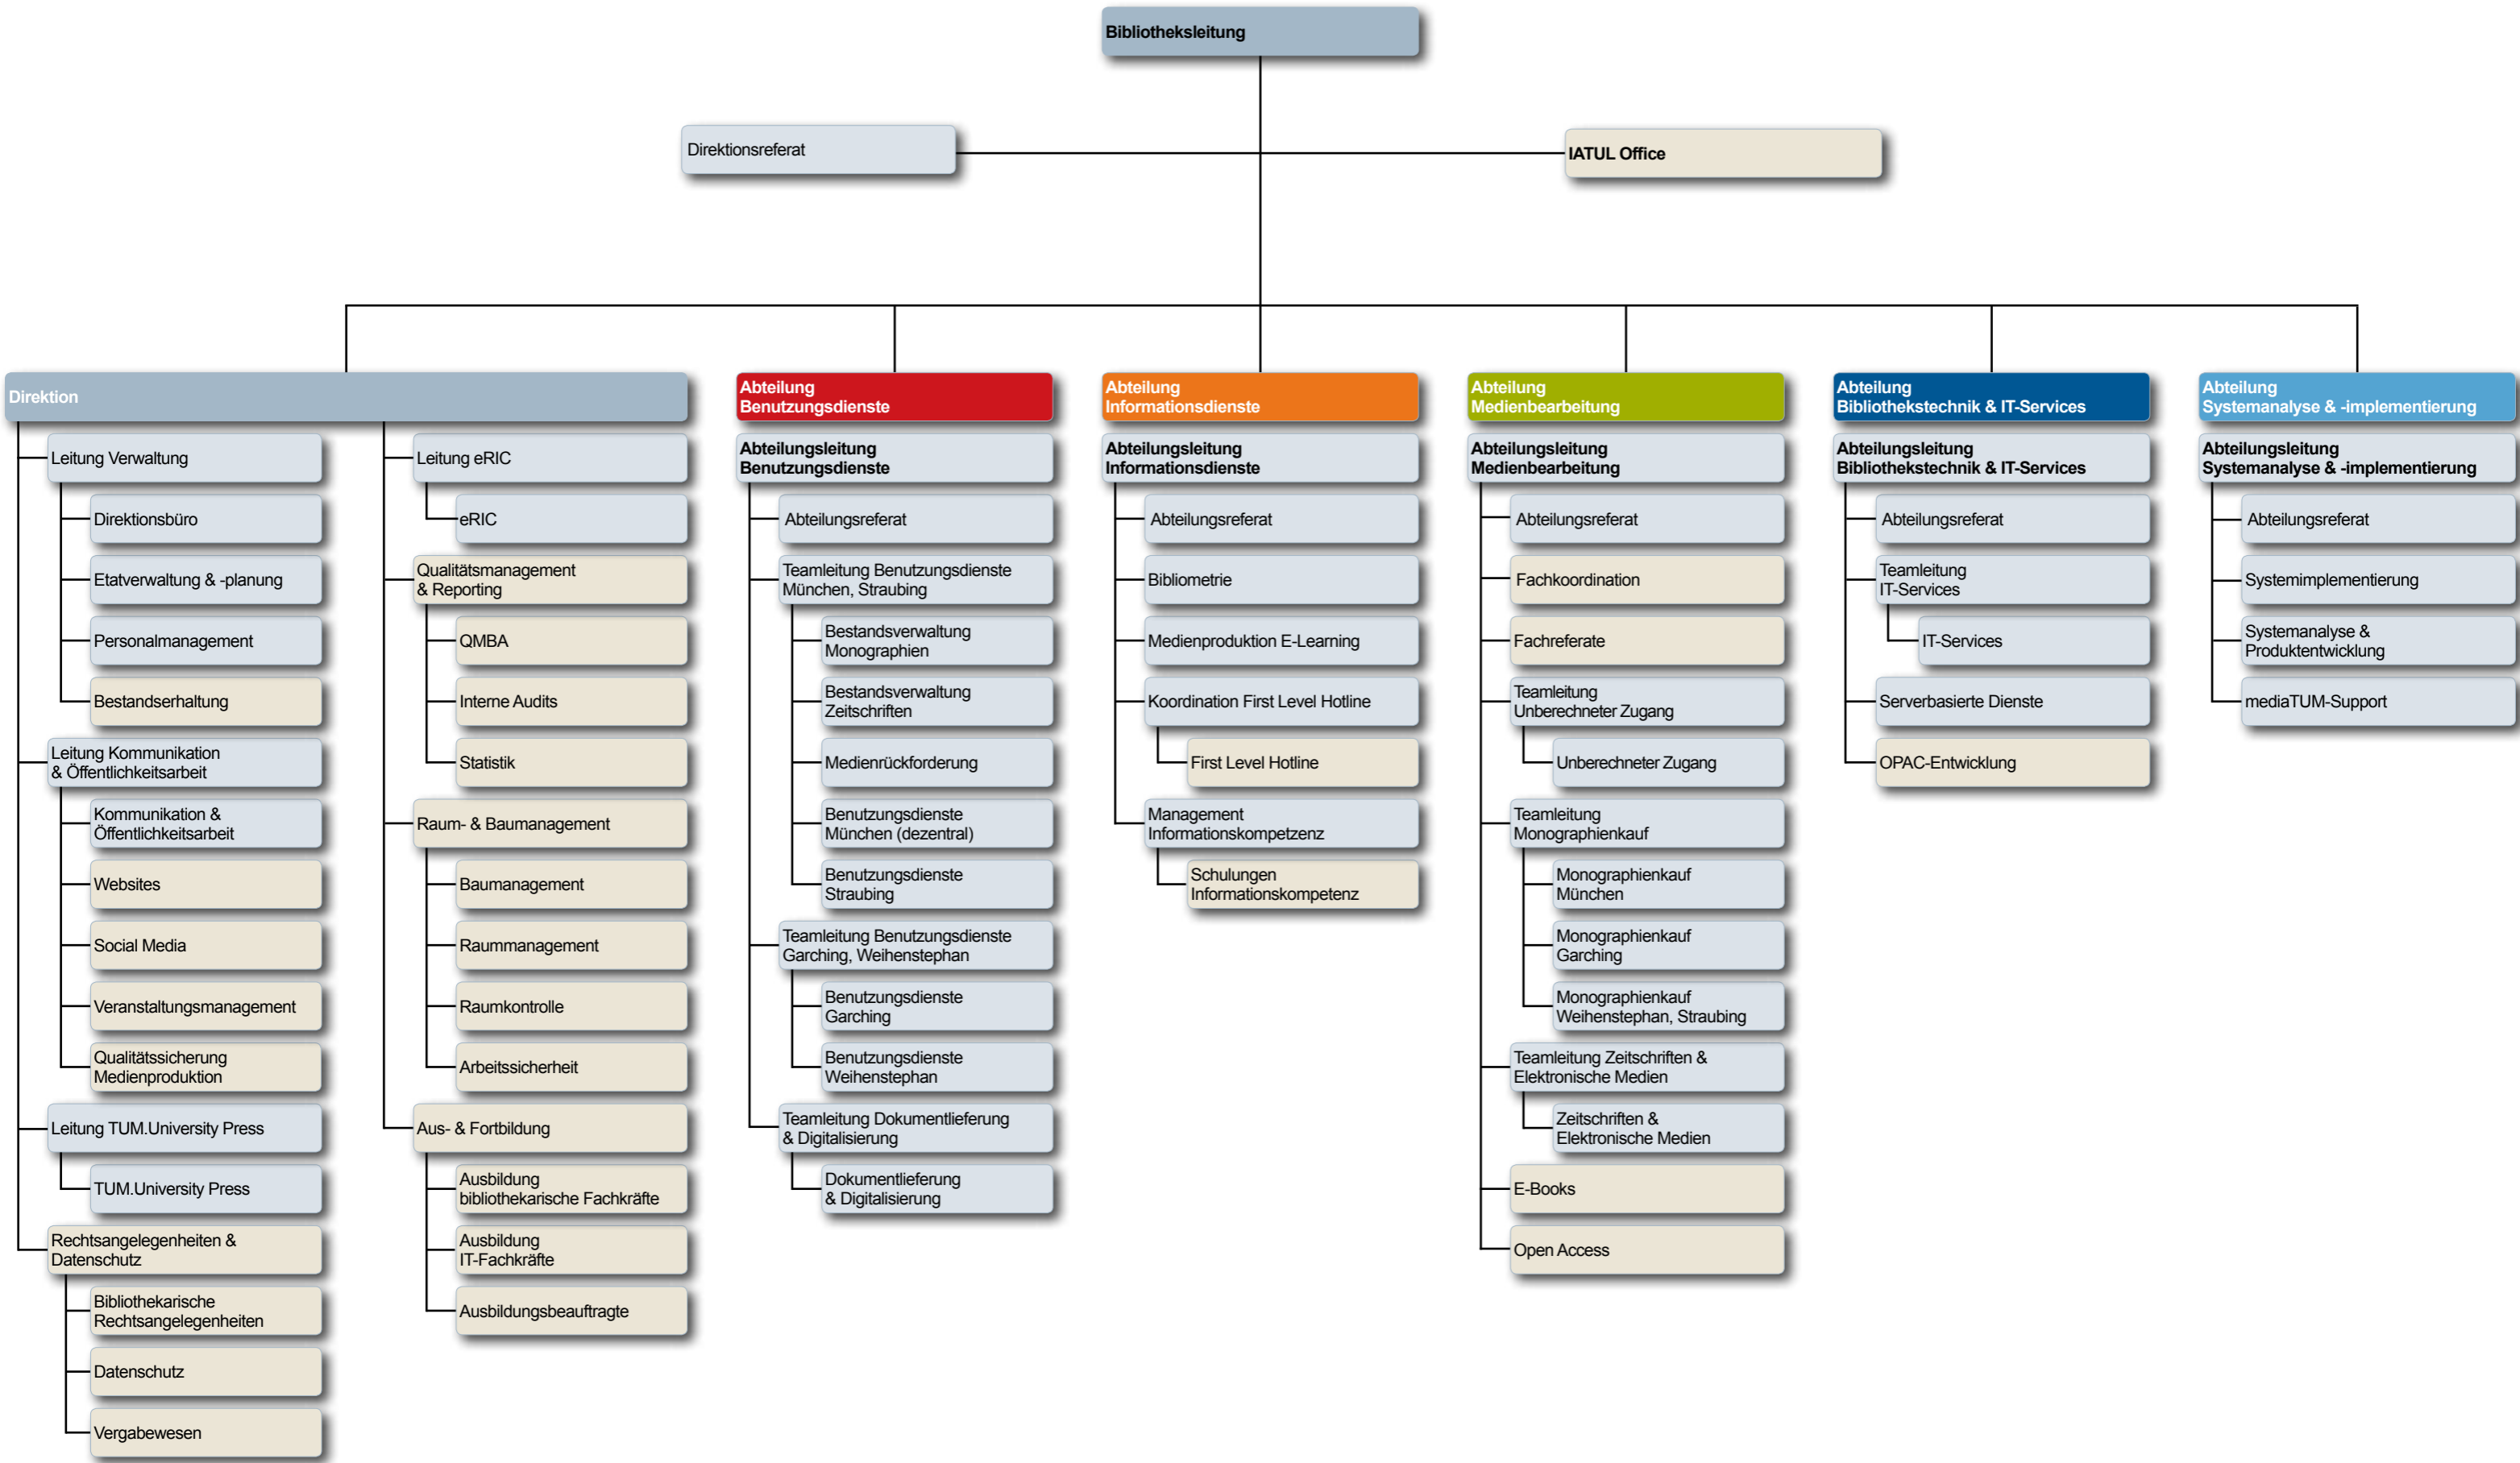 Bibliotheksleitung
Direktionsreferat
IATUL Office
Direktion
Leitung Verwaltung
Direktionsbüro
Etatverwaltung & -planung
Personalmanagement
Bestandserhaltung
Leitung Kommunikation
& Öffentlichkeitsarbeit
Kommunikation &
Öffentlichkeitsarbeit
Websites
Social Media
Veranstaltungsmanagement
Qualitätssicherung
Medienproduktion
Leitung TUM.University Press
TUM.University Press
Rechtsangelegenheiten &
Datenschutz
Bibliothekarische
Rechtsangelegenheiten
Datenschutz
Vergabewesen
Leitung eRIC
eRIC
Qualitätsmanagement
& Reporting
QMBA
Interne Audits
Statistik
Raum- & Baumanagement
Baumanagement
Raummanagement
Raumkontrolle
Arbeitssicherheit
Aus- & Fortbildung
Ausbildung
bibliothekarische Fachkräfte
Ausbildung
IT-Fachkräfte
Ausbildungsbeauftragte
Abteilung
Benutzungsdienste
Abteilungsleitung
Benutzungsdienste
Abteilungsreferat
Teamleitung Benutzungsdienste
München, Straubing
Bestandsverwaltung
Monographien
Bestandsverwaltung
Zeitschriften
Medienrückforderung
Benutzungsdienste
München (dezentral)
Benutzungsdienste
Straubing
Teamleitung Benutzungsdienste
Garching, Weihenstephan
Benutzungsdienste
Garching
Benutzungsdienste
Weihenstephan
Teamleitung Dokumentlieferung
& Digitalisierung
Dokumentlieferung
& Digitalisierung
Abteilung
Informationsdienste
Abteilungsleitung
Informationsdienste
Abteilungsreferat
Bibliometrie
Medienproduktion E-Learning
Koordination First Level Hotline
First Level Hotline
Management
Informationskompetzenz
Schulungen
Informationskompetenz
Abteilung
Medienbearbeitung
Abteilungsleitung
Medienbearbeitung
Abteilungsreferat
Fachkoordination
Fachreferate
Teamleitung
Unberechneter Zugang
Unberechneter Zugang
Teamleitung
Monographienkauf
Monographienkauf
München
Monographienkauf
Garching
Monographienkauf
Weihenstephan, Straubing
Teamleitung Zeitschriften &
Elektronische Medien
Zeitschriften &
Elektronische Medien
E-Books
Open Access
Abteilung
Bibliothekstechnik & IT-Services
Abteilungsleitung
Bibliothekstechnik & IT-Services
Abteilungsreferat
Teamleitung
IT-Services
IT-Services
Serverbasierte Dienste
OPAC-Entwicklung
Abteilung
Systemanalyse & -implementierung
Abteilungsleitung
Systemanalyse & -implementierung
Abteilungsreferat
Systemimplementierung
Systemanalyse &
Produktentwicklung
mediaTUM-Support